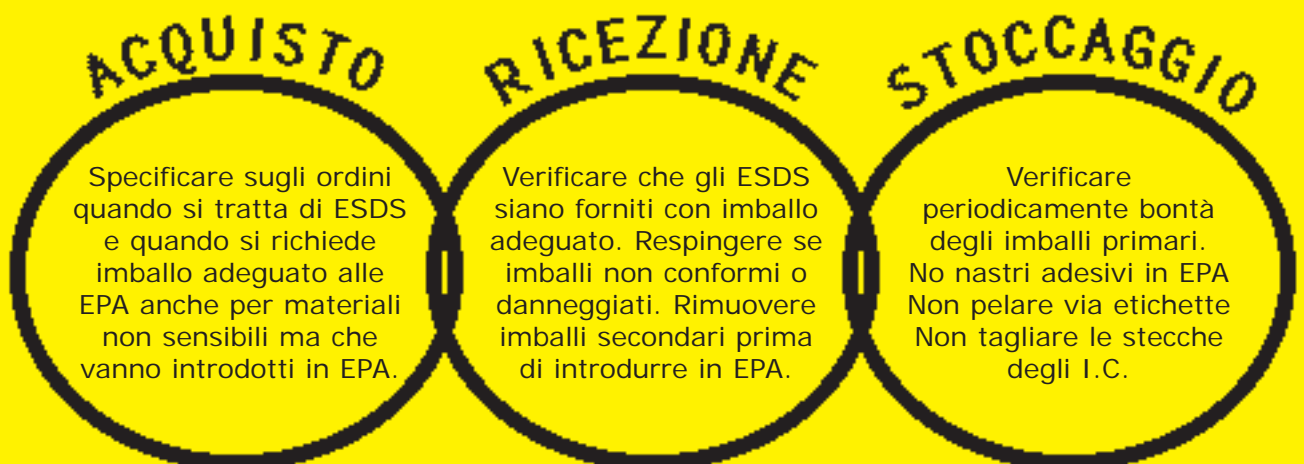 ACQUISTO
Specificare sugli ordini
quando si tratta di ESDS
e quando si richiede
imballo adeguato alle
EPA anche per materiali
non sensibili ma che
vanno introdotti in EPA.
RICEZIONE
Verificare che gli ESDS
siano forniti con imballo
adeguato. Respingere se
imballi non conformi o
danneggiati. Rimuovere
imballi secondari prima
di introdurre in EPA.
STOCCAGGIO
Verificare
periodicamente bontà
degli imballi primari.
No nastri adesivi in EPA
Non pelare via etichette
Non tagliare le stecche
degli I.C.